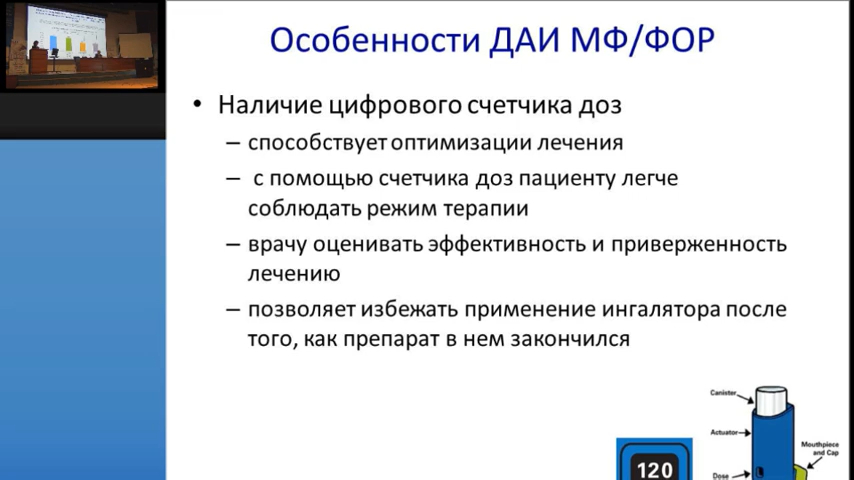 Особенности ДАИ МФ/ФОР
• Наличие цифрового счетчика доз
– способствует оптимизации лечения
– с помощью счетчика доз пациенту легче
соблюдать режим терапии
– врачу оценивать эффективность и приверженность
лечению
– позволяет избежать применение ингалятора после
того, как препарат в нем закончился
Canister
Actuator
Mouthpiece
and Cap
Dose
120